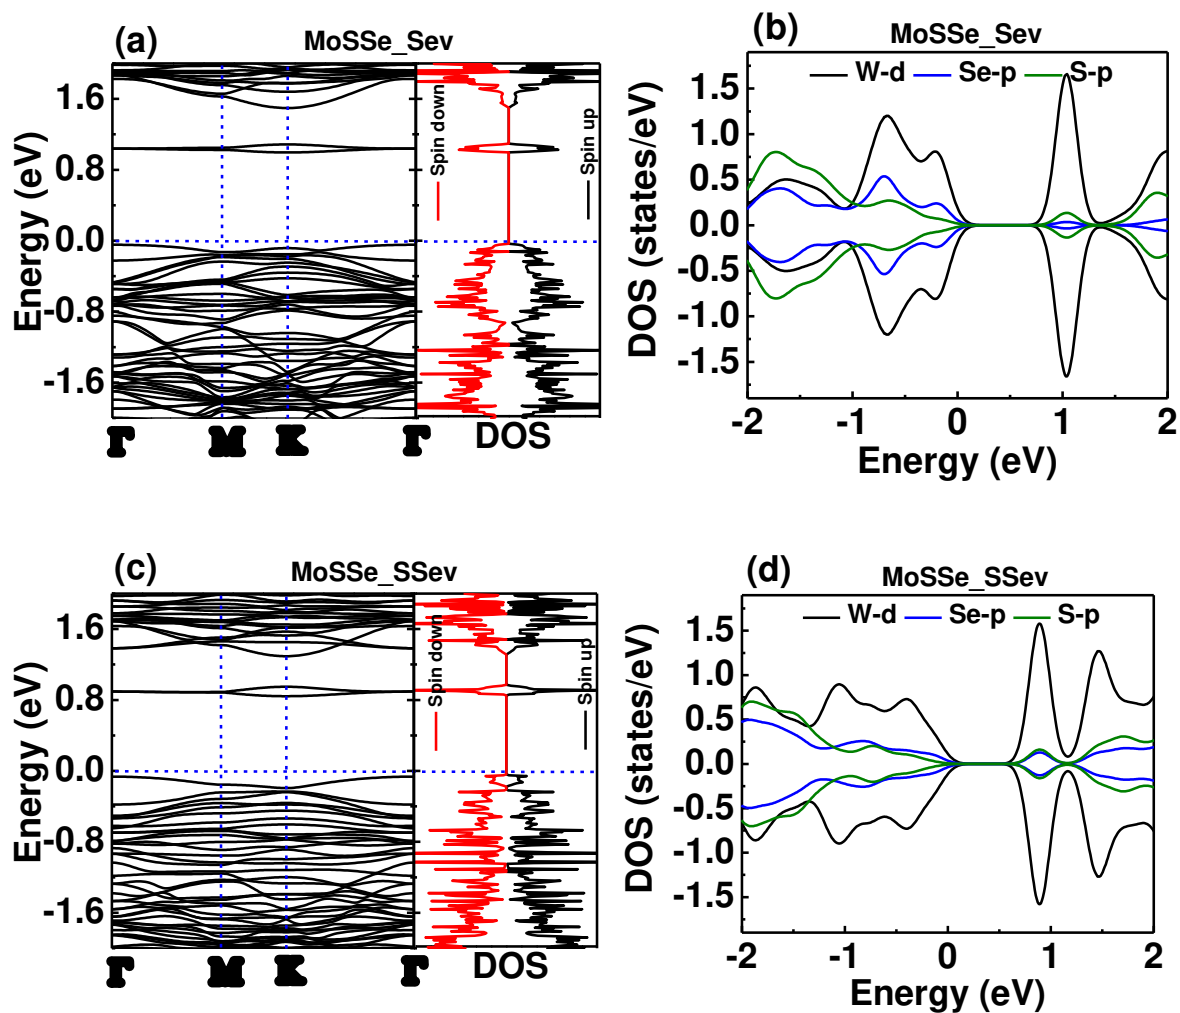 (a)
MoSSe_Sev
Energy (eV)
1.6
0.8
0.0
-0.8
-1.6
Spin down
Spin up
Γ M K Γ
DOS
(b)
MoSSe_Sev
W-d Se-p S-p
DOS (states/eV)
1.5
1.0
0.5
0.0
-0.5
-1.0
-1.5
-2 -1 0 1 2
Energy (eV)
(c)
MoSSe_SSev
Energy (eV)
1.6
0.8
0.0
-0.8
-1.6
Spin down
Spin up
Γ M K Γ
DOS
(d)
MoSSe_SSev
W-d Se-p S-p
DOS (states/eV)
1.5
1.0
0.5
0.0
-0.5
-1.0
-1.5
-2 -1 0 1 2
Energy (eV)